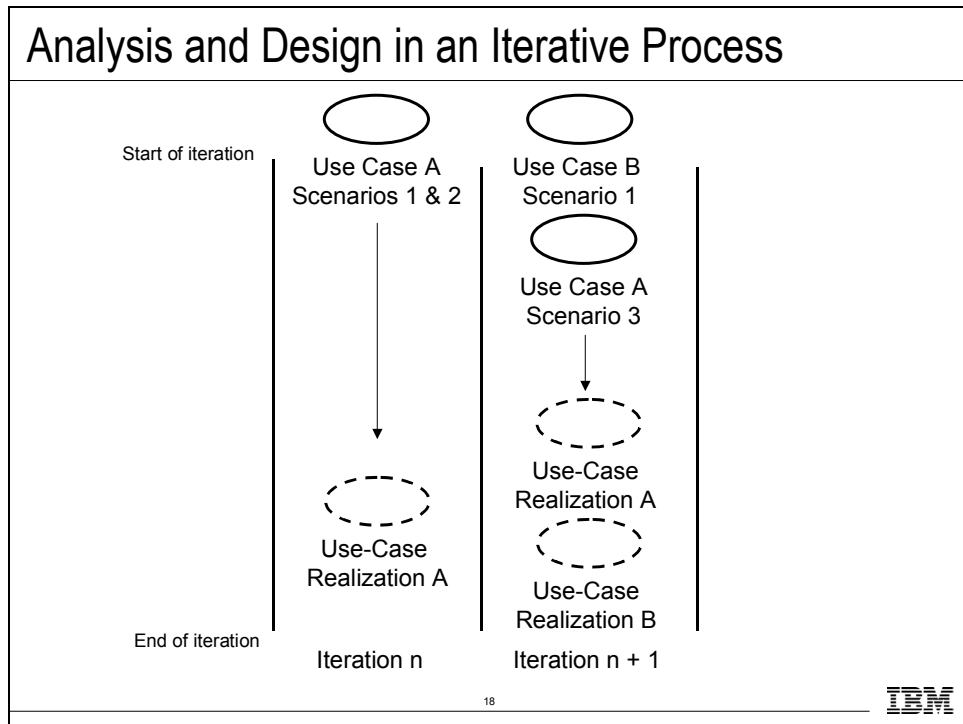 Analysis and Design in an Iterative Process
Start of iteration
Use Case A
Scenarios 1 & 2
Use-Case
Realization A
Use Case B
Scenario 1
Use Case A
Scenario 3
Use-Case
Realization A
Use-Case
Realization B
End of iteration
Iteration n
Iteration n + 1
18
IBM